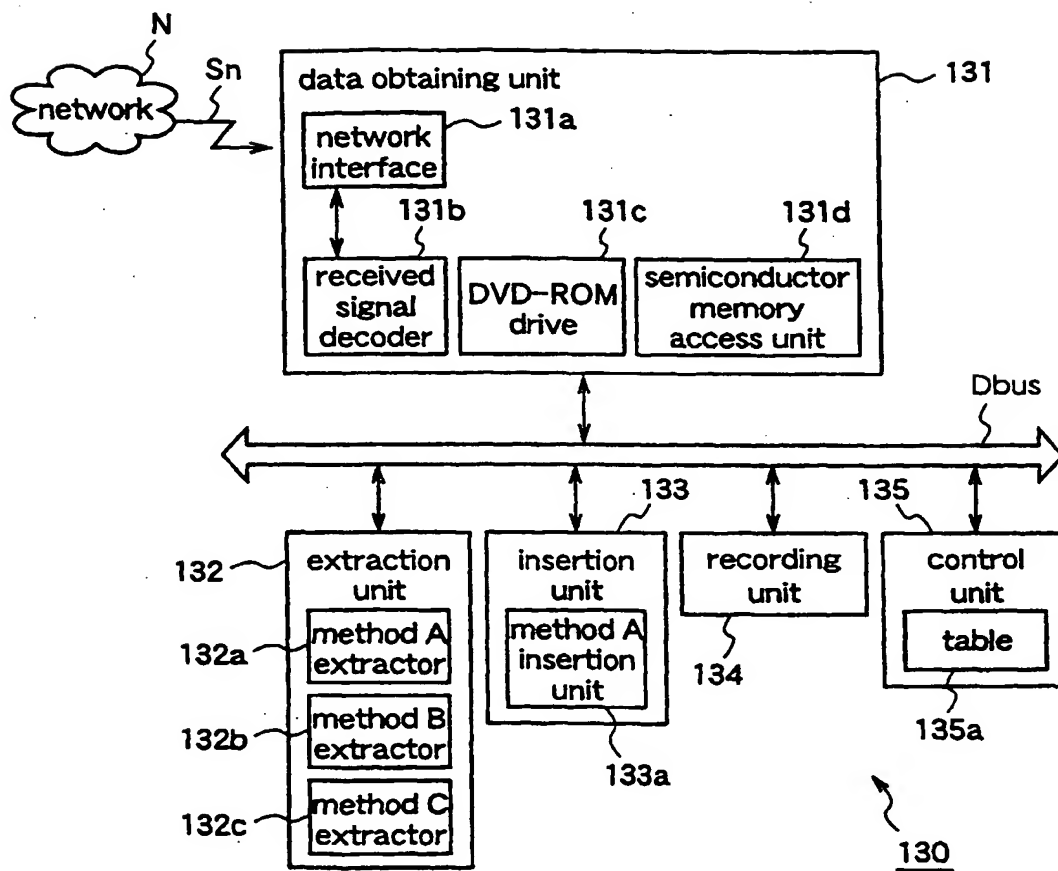 N
network
Sn
data obtaining unit
131
network
interface
131a
131b
received
signal
decoder
131c
DVD-ROM
drive
131d
semiconductor
memory
access unit
Dbus
132
extraction
unit
132a
method A
extractor
132b
method B
extractor
132c
method C
extractor
133
insertion
unit
method A
insertion
unit
133a
recording
unit
134
135
control
unit
table
135a
130